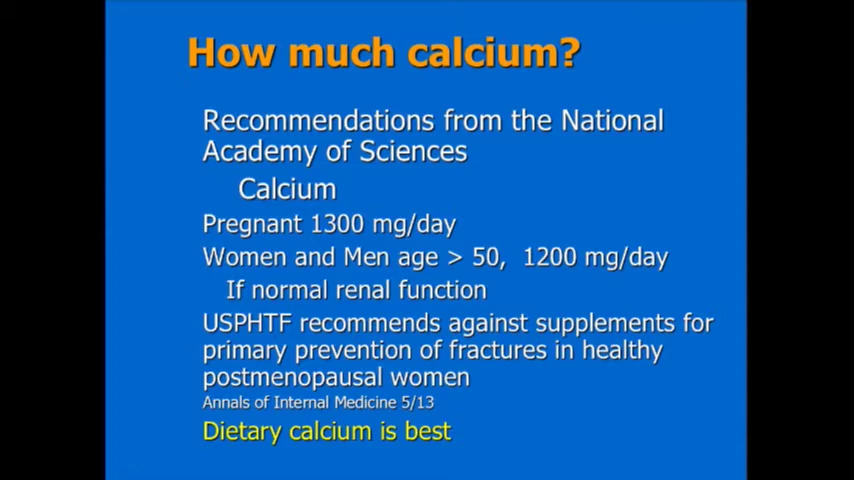 How much calcium?
Recommendations from the National
Academy of Sciences
Calcium
Pregnant 1300 mg/day
Women and Men age > 50, 1200 mg/day
If normal renal function
USPHTF recommends against supplements for
primary prevention of fractures in healthy
postmenopausal women
Annals of Internal Medicine 5/13
Dietary calcium is best